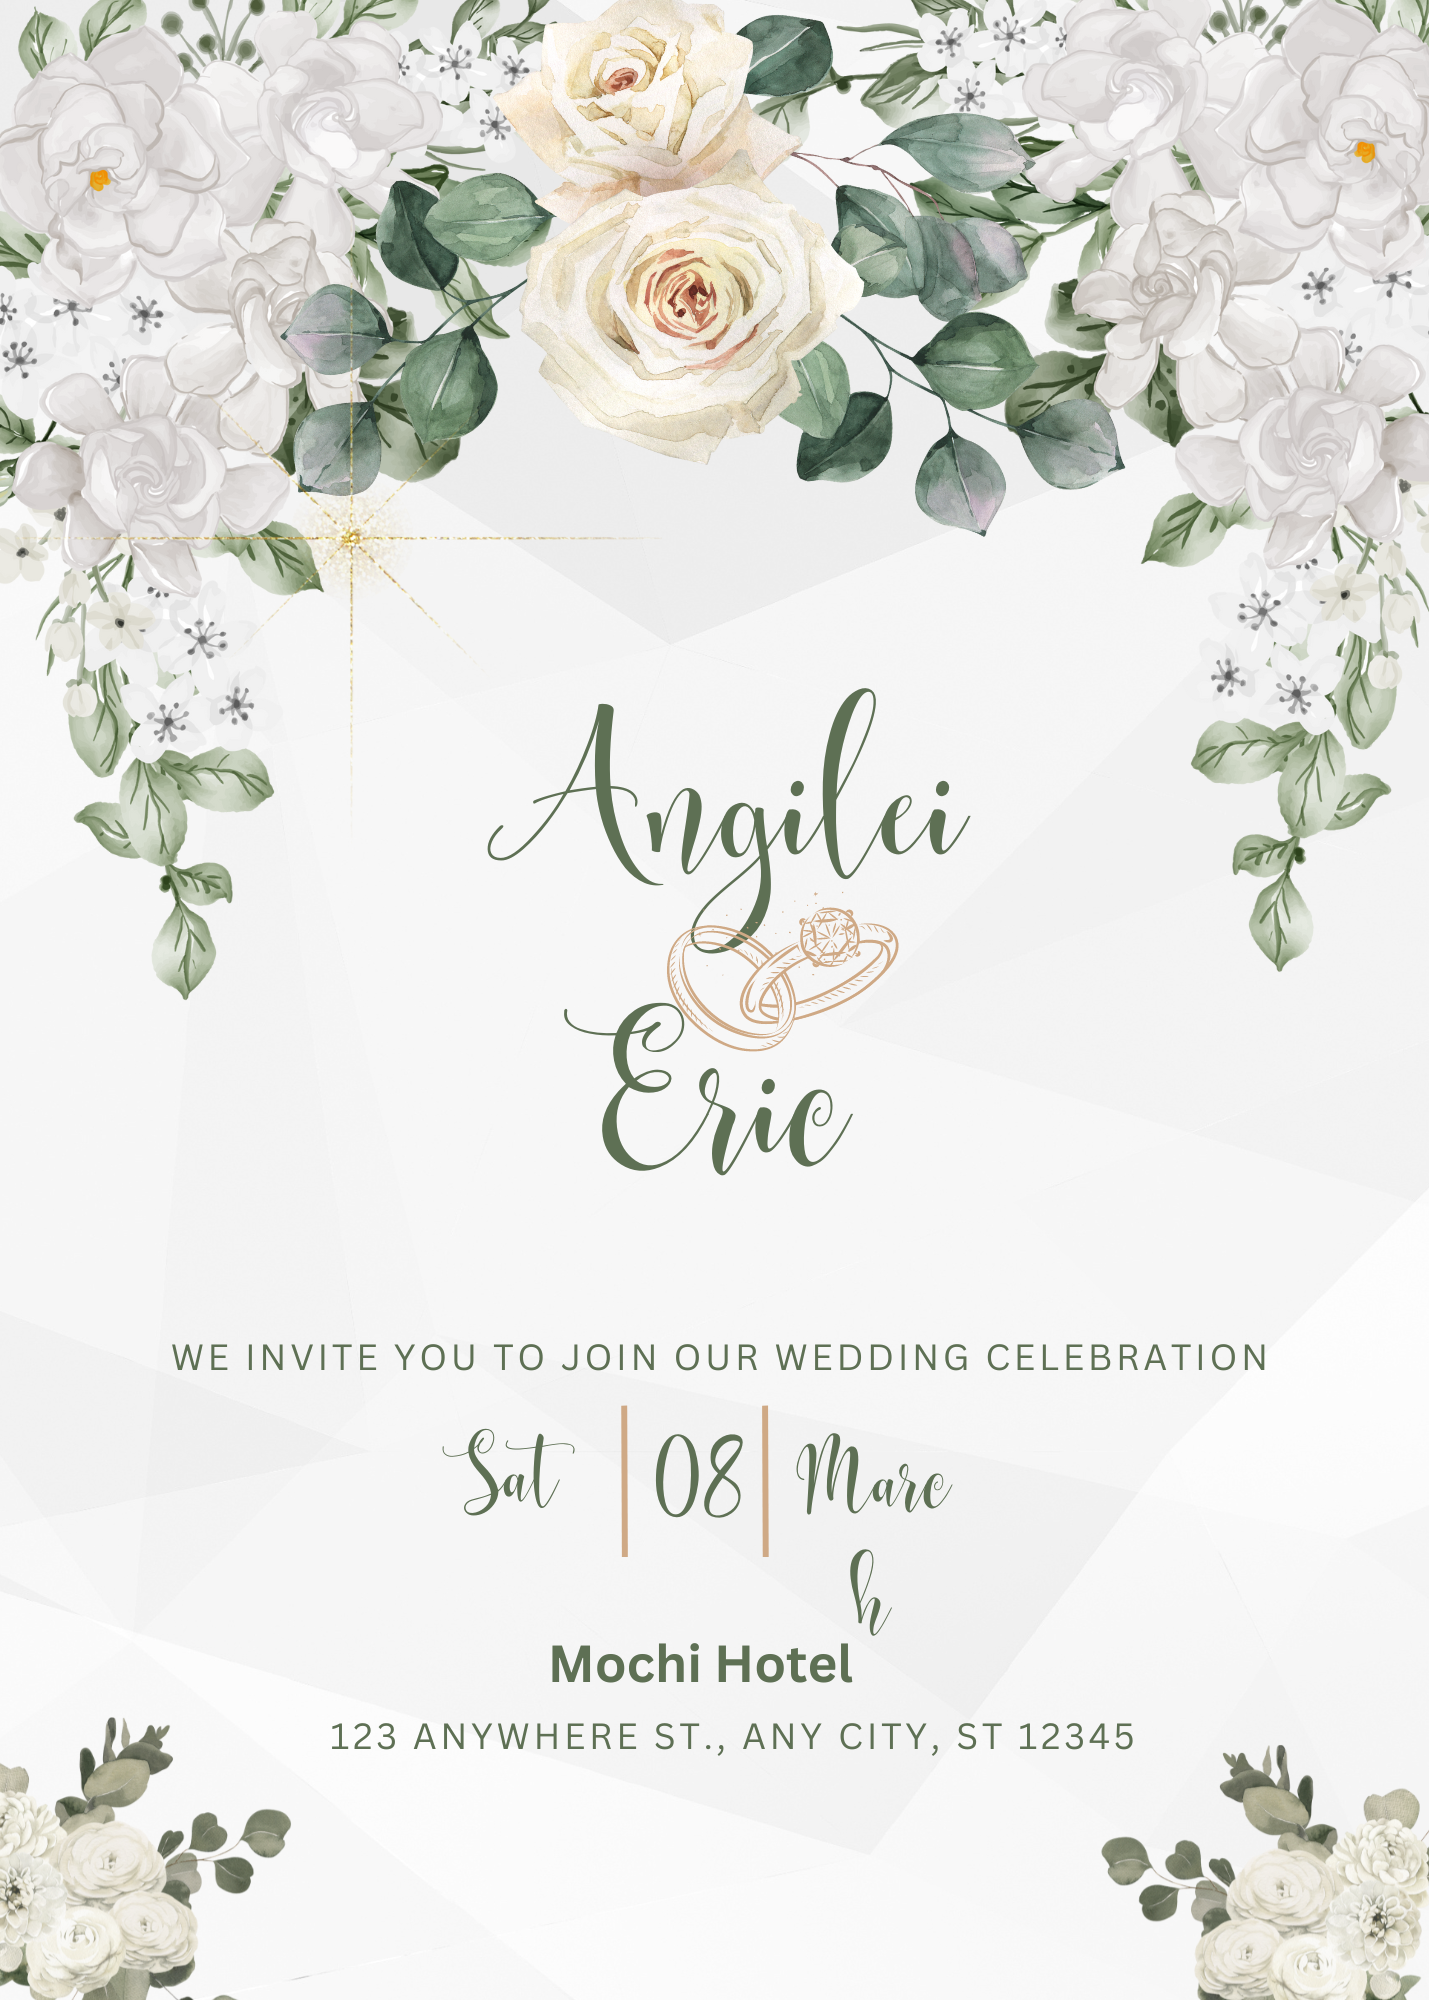 Angilei
Eric
WE INVITE YOU TO JOIN OUR WEDDING CELEBRATION
Sat | 08 | Marc
h
Mochi Hotel
123 ANYWHERE ST., ANY CITY, ST 12345